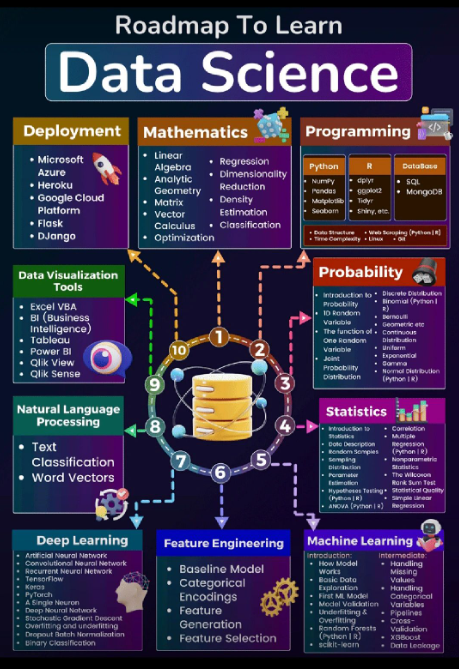 Roadmap To Learn
Data Science
Deployment
• Microsoft
Azure
• Heroku
• Google Cloud
Platform
• Flask
• DJango
Mathematics
• Linear
Algebra
• Analytic
Geometry
• Matrix
• Vector
Calculus
• Optimization
• Regression
• Dimensionality
Reduction
• Density
Estimation
• Classification
Programming
Python
• NumPy
• Pandas
• Matplotlib
• Seaborn
R
• dplyr
• ggplot2
• Tidyr
• Shiny, etc.
DataBase
• SQL
• MongoDB
• Data Structure
• Time Complexity
• Web Scraping (Python | R)
• Linux
• Git
Data Visualization
Tools
• Excel VBA
• BI (Business
Intelligence)
• Tableau
• Power BI
• Qlik View
• Qlik Sense
Probability
• Introduction to
Probability
• 1D Random
Variable
• The function of
One Random
Variable
• Joint
Probability
Distribution
• Discrete Distribution
• Binomial (Python |
R)
• Bernoulli
• Geometric etc
• Continuous
Distribution
• Uniform
• Exponential
• Gamma
• Normal Distribution
(Python | R)
1
2
3
4
5
6
7
8
9
10
Natural Language
Processing
• Text
Classification
• Word Vectors
Statistics
• Introduction to
Statistics
• Data Description
• Random Samples
• Sampling
Distribution
• Parameter
Estimation
• Hypotheses Testing
(Python | R)
• ANOVA (Python | R)
• Correlation
• Multiple
Regression
(Python | R)
• Nonparametric
Statistics
• The Wilcoxon
Rank Sum Test
• Statistical Quality
• Simple Linear
Regression
Deep Learning
• Artificial Neural Network
• Convolutional Neural Network
• Recurrent Neural Network
• TensorFlow
• Keras
• PyTorch
• A Single Neuron
• Deep Neural Network
• Stochastic Gradient Descent
• Overfitting and underfitting
• Dropout Batch Normalization
• Binary Classification
Feature Engineering
• Baseline Model
• Categorical
Encodings
• Feature
Generation
• Feature Selection
Machine Learning
Introduction:
• How Model
Works
• Basic Data
Exploration
• First ML Model
• Model Validation
• Underfitting &
Overfitting
• Random Forests
(Python | R)
• scikit-learn
Intermediate:
• Handling
Missing
Values
• Handling
Categorical
Variables
• Pipelines
• Cross-
Validation
• XGBoost
• Data Leakage